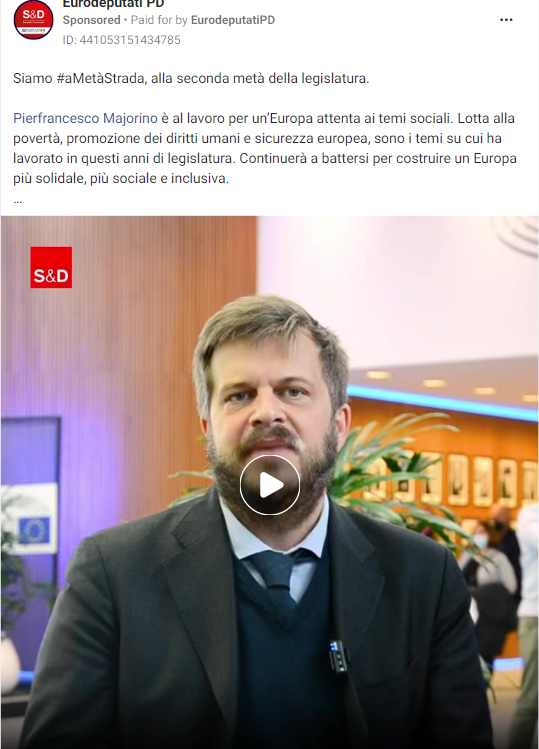 Eurodeputati PD
Sponsored • Paid for by EurodeputatiPD
ID: 441053151434785
Siamo #aMetàStrada, alla seconda metà della legislatura.
Pierfrancesco Majorino è al lavoro per un’Europa attenta ai temi sociali. Lotta alla
povertà, promozione dei diritti umani e sicurezza europea, sono i temi su cui ha
lavorato in questi anni di legislatura. Continuerà a battersi per costruire un Europa
più solidale, più sociale e inclusiva.
...
S&D